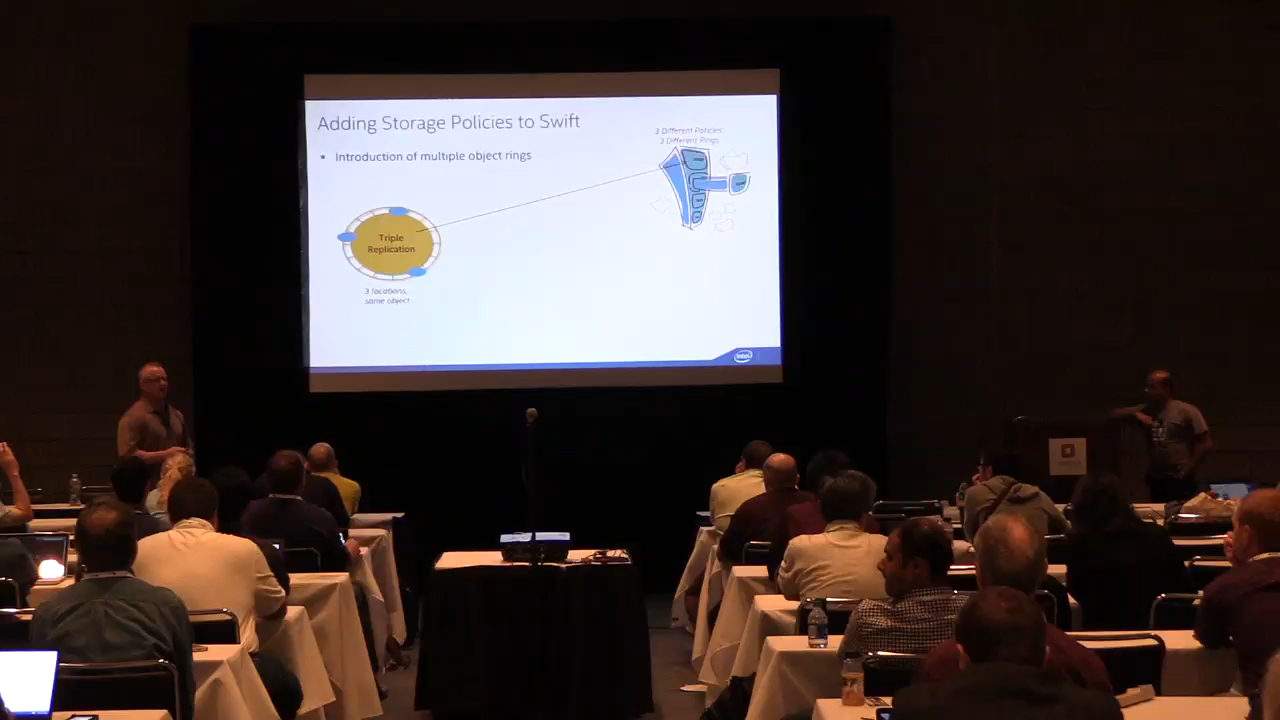 Adding Storage Policies to Swift
3 Different Policies:
3 Different Rings
▪ Introduction of multiple object rings
Triple
Replication
3 locations,
same object
intel